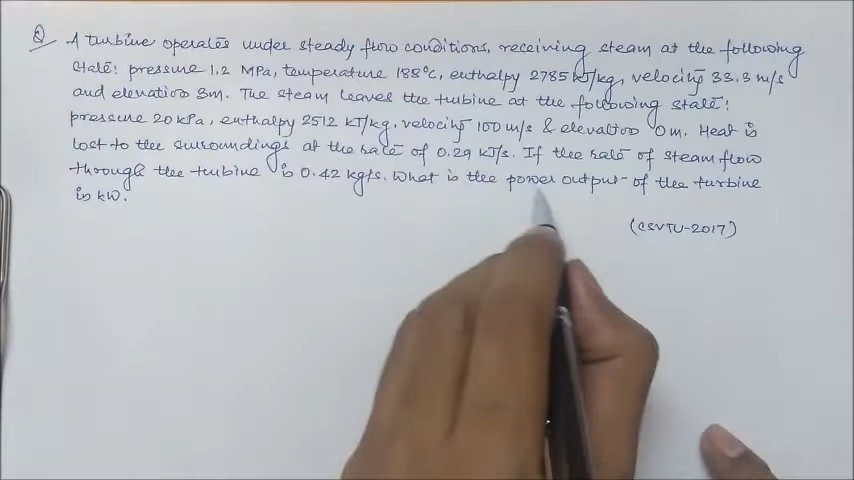 Q A turbine operates under steady flow conditions, receiving steam at the following
state: pressure 1.2 MPa, temperature 188°C, enthalpy 2785 kJ/kg, velocity 33.3 m/s
and elevation 3m. The steam leaves the turbine at the following state:
pressure 20 kPa, enthalpy 2512 kJ/kg, velocity 100 m/s & elevation 0 m. Heat is
lost to the surroundings at the rate of 0.29 kJ/s. If the rate of steam flow
through the turbine is 0.42 kg/s. What is the power output of the turbine
in kW.
(CSVTU-2017)